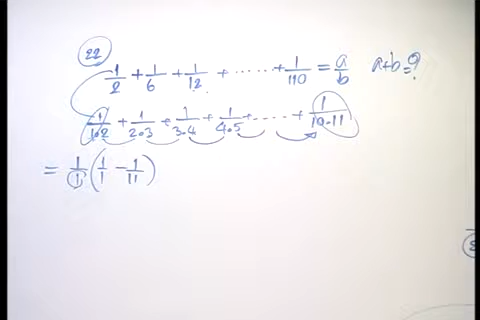 22
1/2 + 1/6 + 1/12 + ...... + 1/110 = a/b a+b=?
1/1.2 + 1/2.3 + 1/3.4 + 1/4.5 + .... + 1/10.11
= 1/1 (1/1 - 1/11)